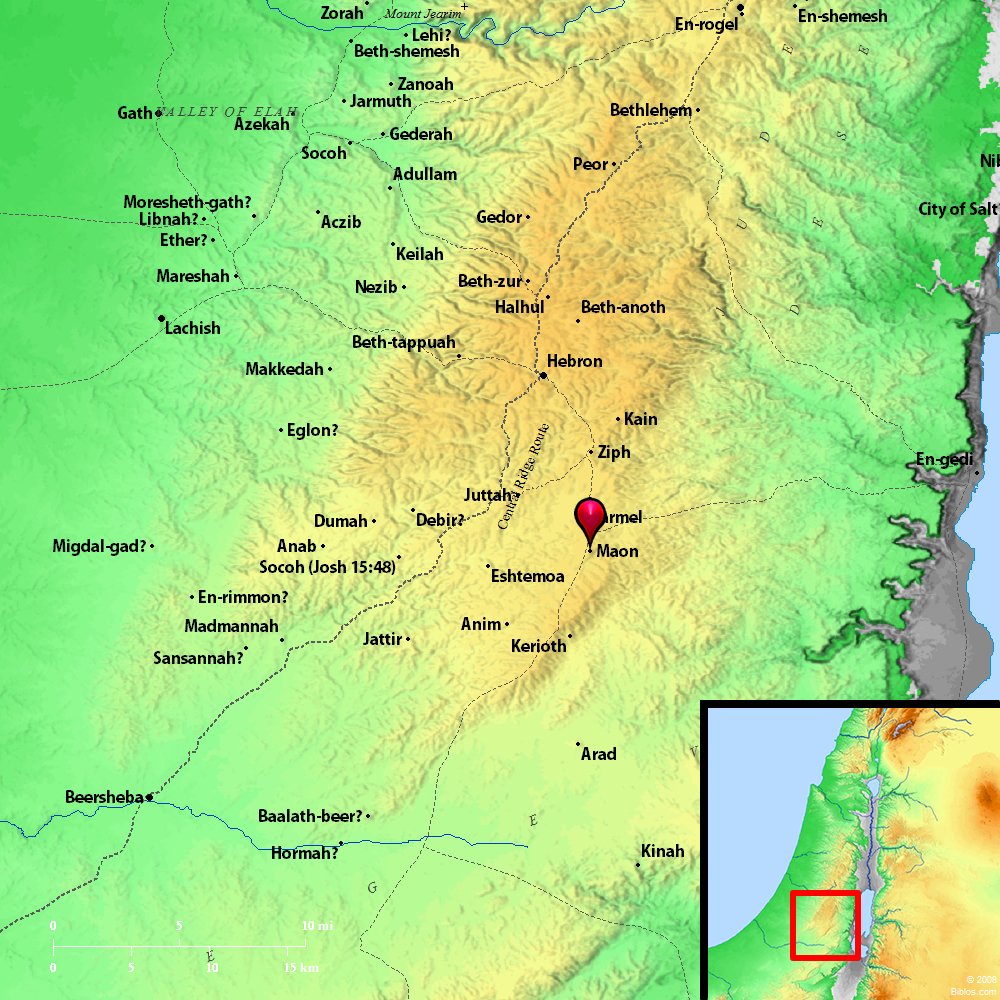 Zorah
Mount Jearim
En-rogel
En-shemesh
Lehi?
Beth-shemesh
Zanoah
Jarmuth
Gath
VALLEY OF ELAH
Azekah
Bethlehem
Gederah
Socoh
Peor
Adullam
Moresheth-gath?
Libnah?
Aczib
Gedor
City of Salt
Ether?
Keilah
Mareshah
Nezib
Beth-zur
Halhul
Beth-anoth
Lachish
Beth-tappuah
Hebron
Makkedah
Kain
Eglon?
Central Ridge Route
Ziph
En-gedi
Juttah
Dumah
Debir?
Migdal-gad?
Anab
Maon
Socoh (Josh 15:48)
Eshtemoa
En-rimmon?
Madmannah
Anim
Jattir
Kerioth
Sansannah?
Arad
Beersheba
Baalath-beer?
Hormah?
Kinah
J U D E
D E S E
N E G E V
0 5 10 mi
0 5 10 15 km
© 2008
Biblos.com